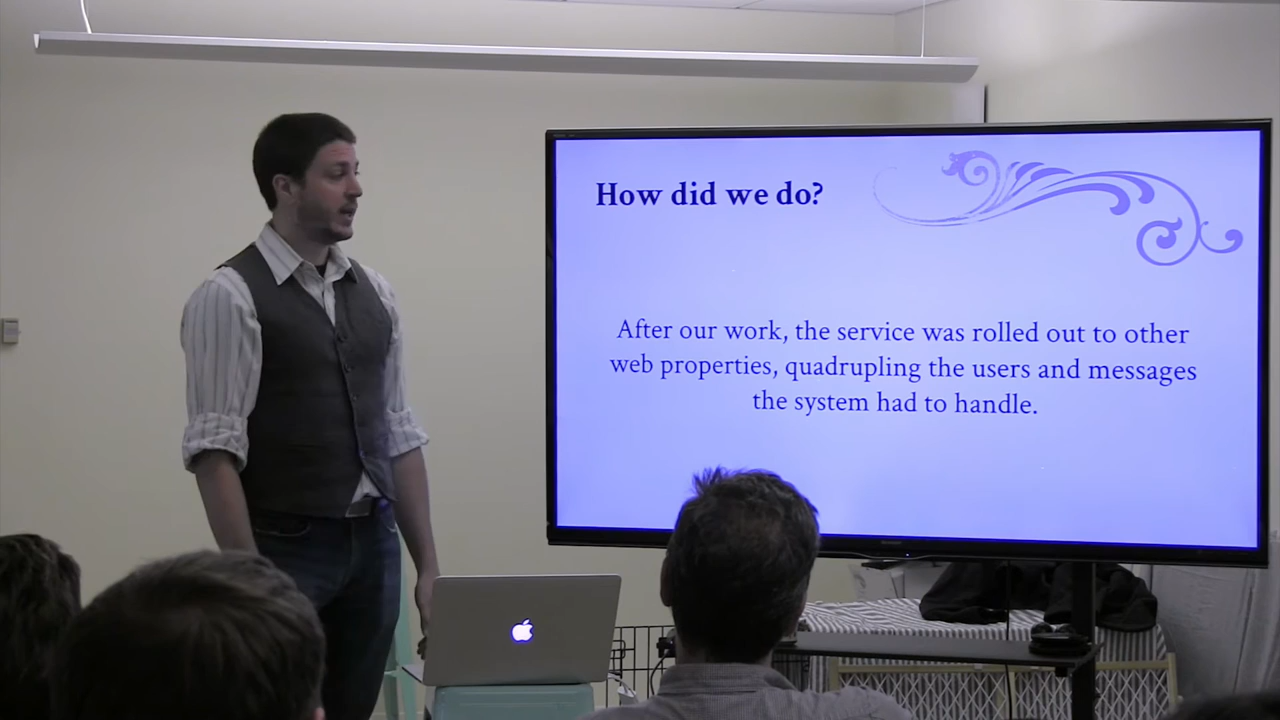 How did we do?
After our work, the service was rolled out to other
web properties, quadrupling the users and messages
the system had to handle.